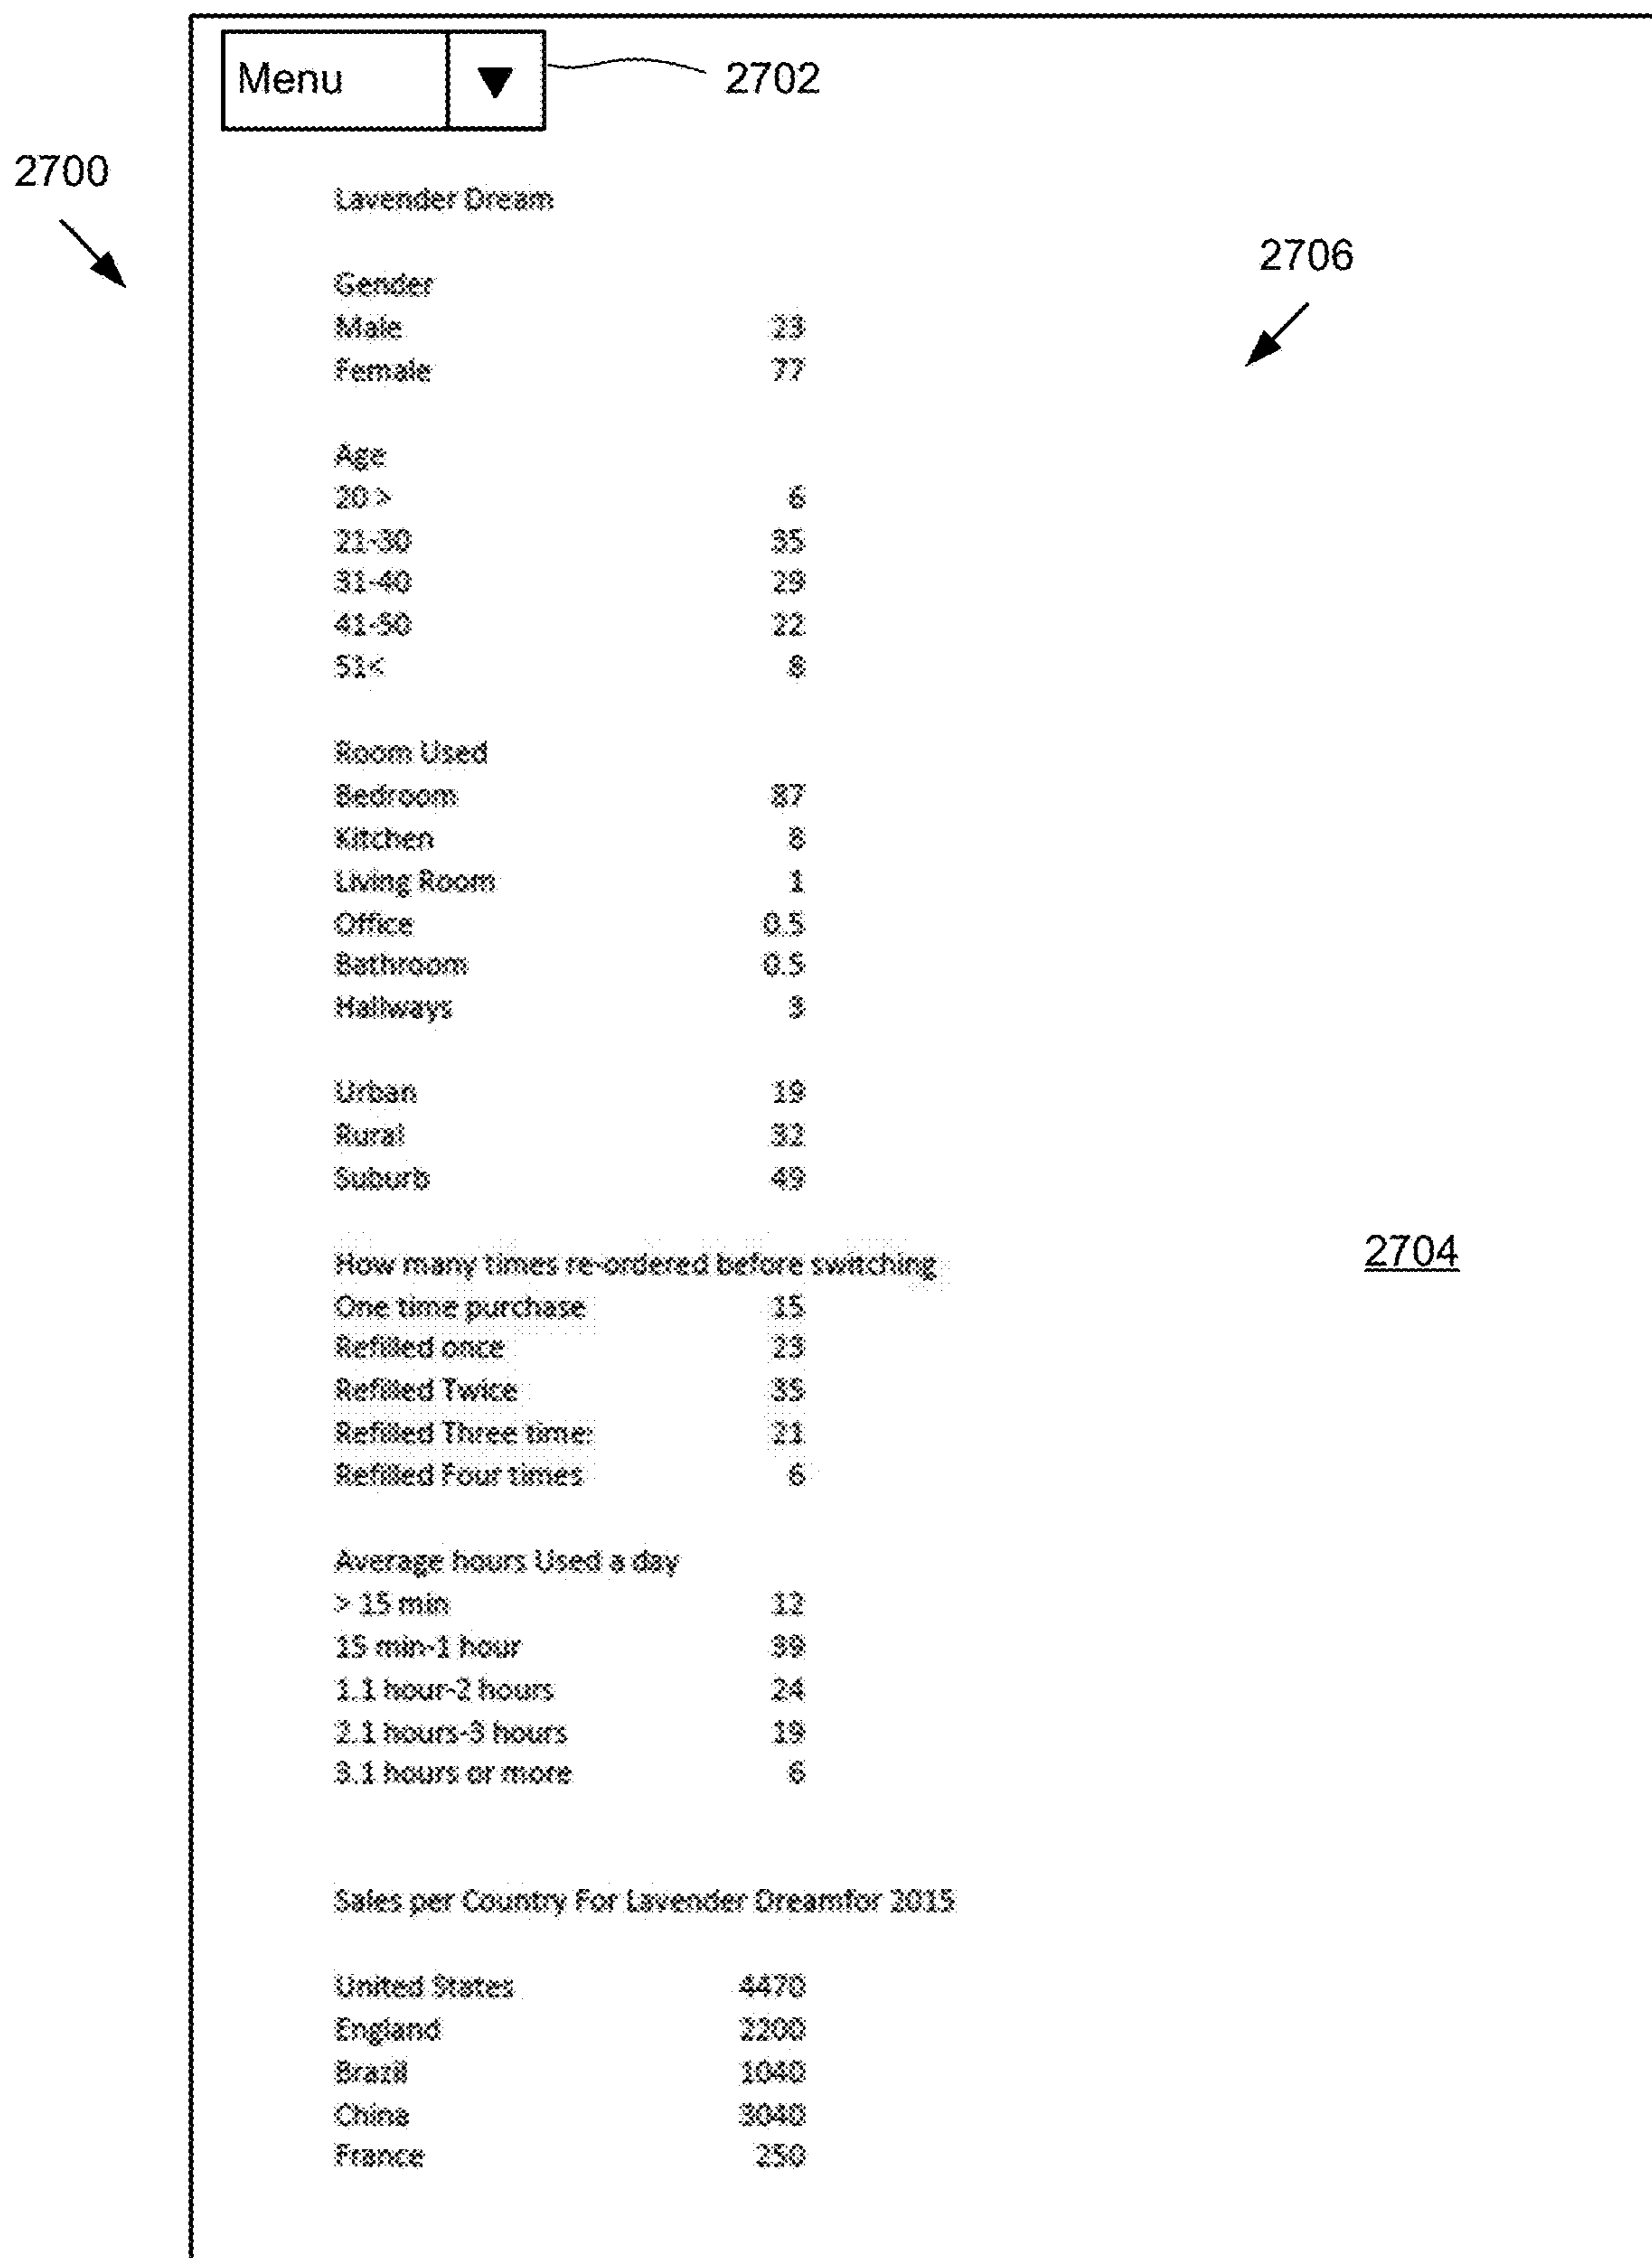 Menu ▼ 2702
2700
Lavender Dream
2706
Gender
Male 23
Female 77
Age
20 > 6
21-30 35
31-40 29
41-50 22
51< 8
Room Used
Bedroom 87
Kitchen 8
Living Room 1
Office 0.5
Bathroom 0.5
Hallways 3
Urban 19
Rural 32
Suburb 49
2704
How many times re-ordered before switching
One time purchase 15
Refilled once 23
Refilled Twice 35
Refilled Three time: 21
Refilled Four times 6
Average hours Used a day
> 15 min 12
15 min-1 hour 39
1.1 hour-2 hours 24
2.1 hours-3 hours 19
3.1 hours or more 6
Sales per Country For Lavender Dreamfor 2015
United States 4470
England 2200
Brazil 1040
China 3040
France 250